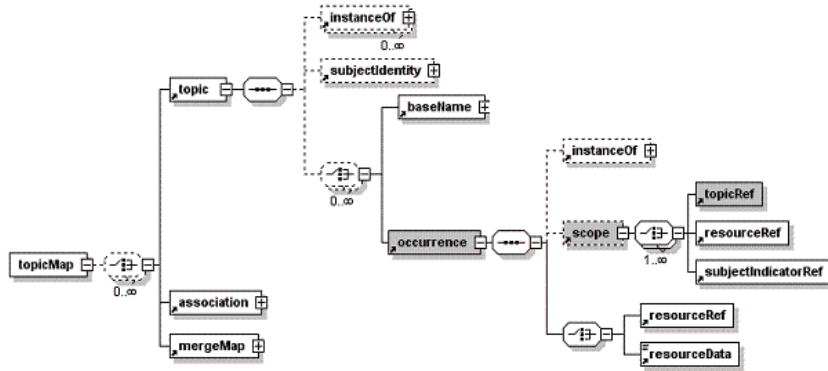 instanceOf
0..∞
subjectIdentity
topic
baseName
0..∞
instanceOf
topicRef
occurrence
scope
resourceRef
1..∞
subjectIndicatorRef
topicMap
0..∞
association
mergeMap
resourceRef
resourceData